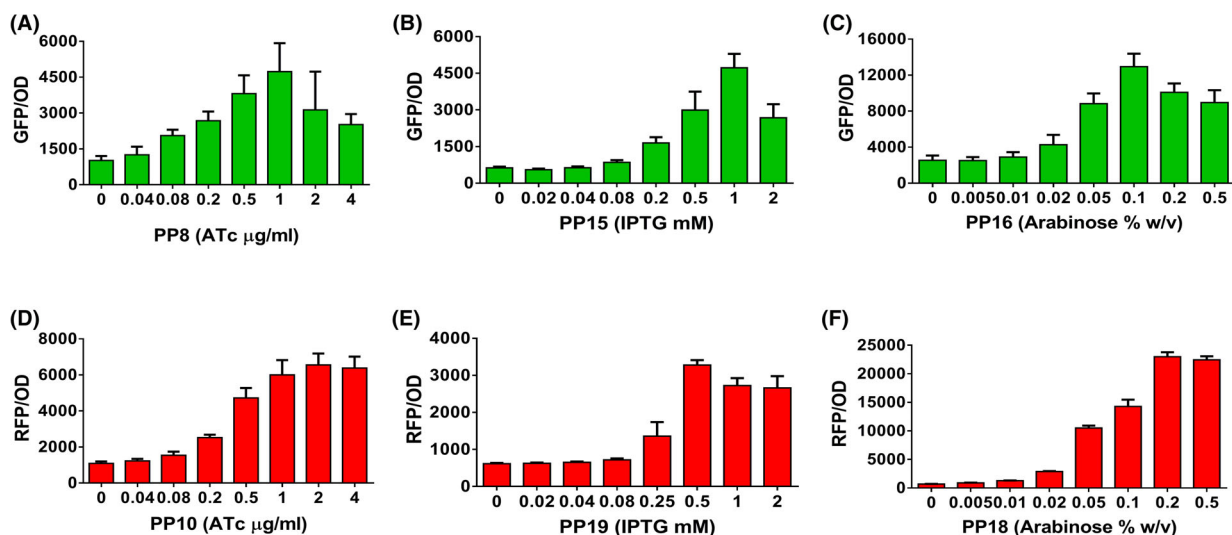 (A)
6000
4500
3000
1500
0
GFP/OD
0 0.04 0.08 0.2 0.5 1 2 4
PP8 (ATc μg/ml)
(B)
6000
4500
3000
1500
0
GFP/OD
0 0.02 0.04 0.08 0.2 0.5 1 2
PP15 (IPTG mM)
(C)
16000
12000
8000
4000
0
GFP/OD
0 0.005 0.01 0.02 0.05 0.1 0.2 0.5
PP16 (Arabinose % w/v)
(D)
8000
6000
4000
2000
0
RFP/OD
0 0.04 0.08 0.2 0.5 1 2 4
PP10 (ATc μg/ml)
(E)
4000
3000
2000
1000
0
RFP/OD
0 0.02 0.04 0.08 0.25 0.5 1 2
PP19 (IPTG mM)
(F)
25000
20000
15000
10000
5000
0
RFP/OD
0 0.005 0.01 0.02 0.05 0.1 0.2 0.5
PP18 (Arabinose % w/v)